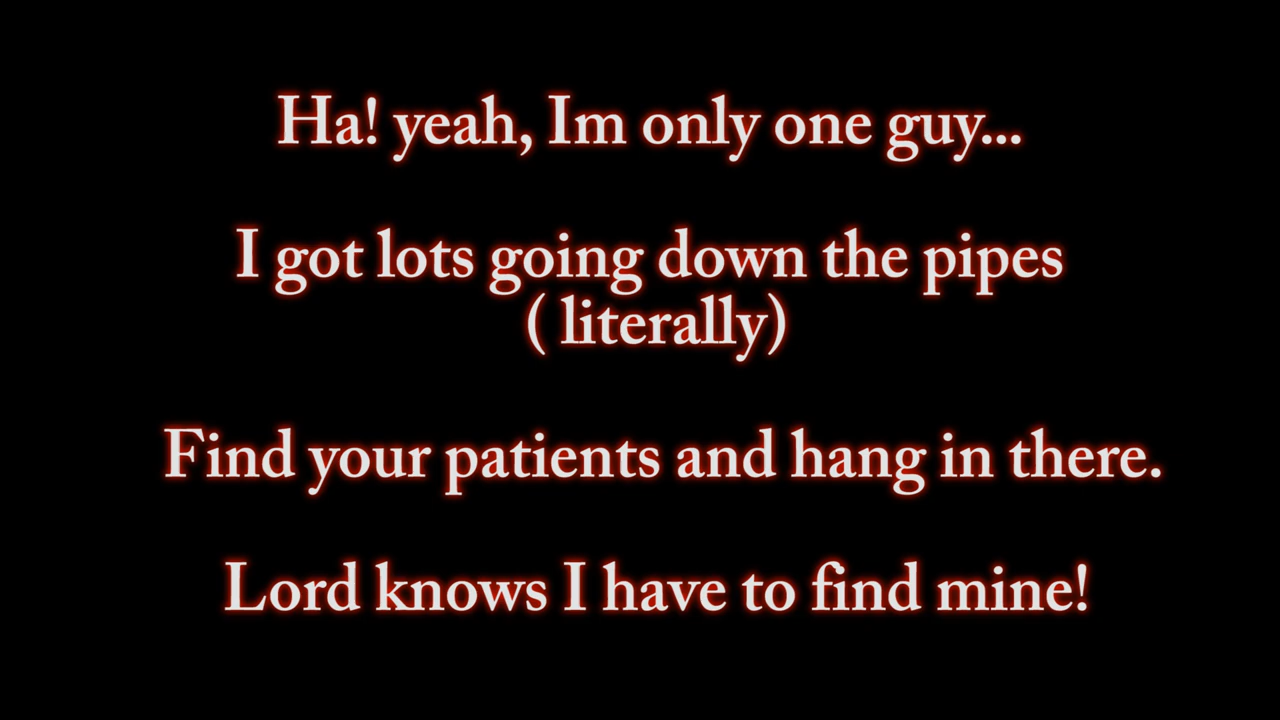 Ha! yeah, Im only one guy...
I got lots going down the pipes
( literally)
Find your patients and hang in there.
Lord knows I have to find mine!